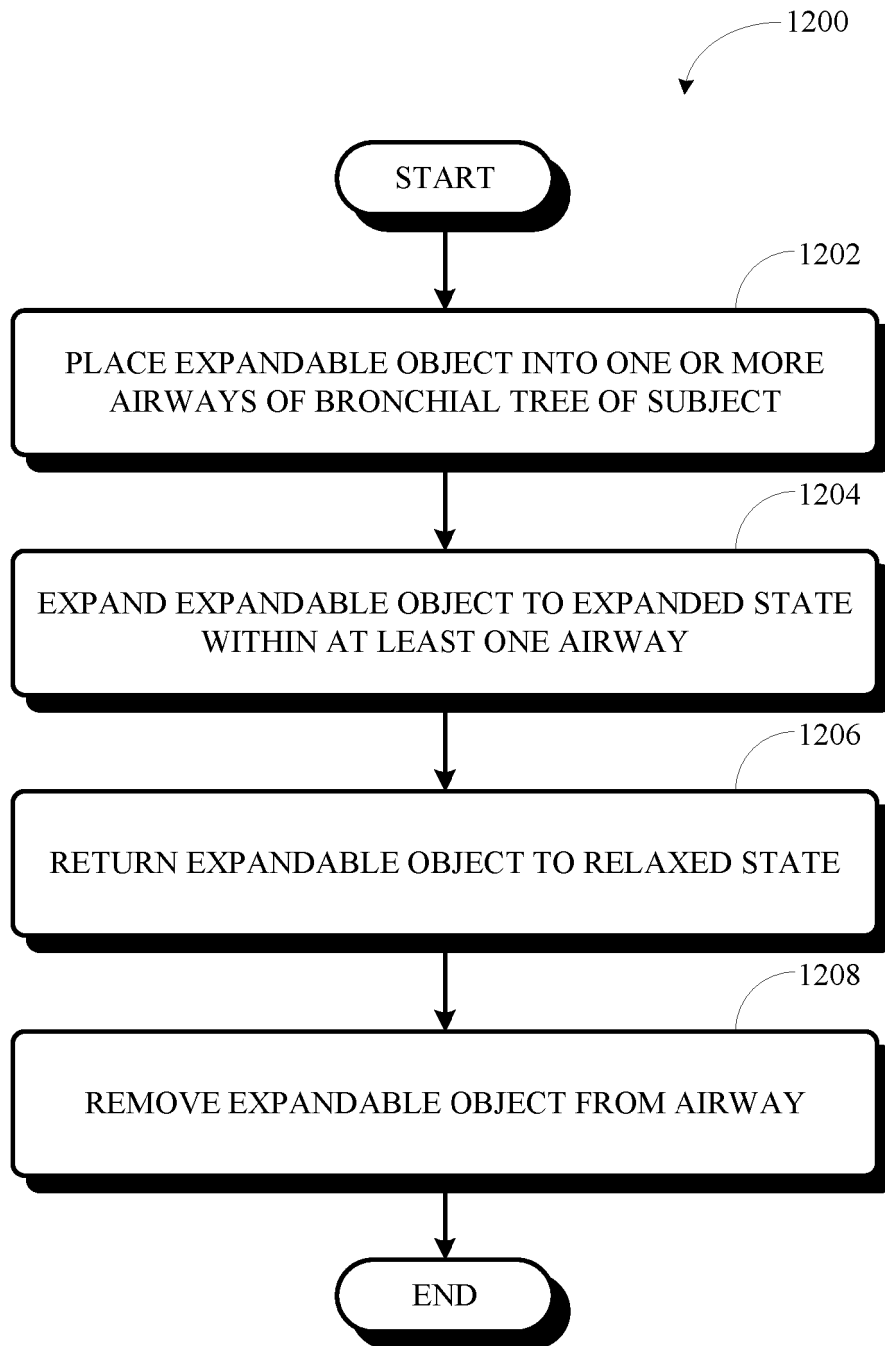 1200
START
1202
PLACE EXPANDABLE OBJECT INTO ONE OR MORE
AIRWAYS OF BRONCHIAL TREE OF SUBJECT
1204
EXPAND EXPANDABLE OBJECT TO EXPANDED STATE
WITHIN AT LEAST ONE AIRWAY
1206
RETURN EXPANDABLE OBJECT TO RELAXED STATE
1208
REMOVE EXPANDABLE OBJECT FROM AIRWAY
END